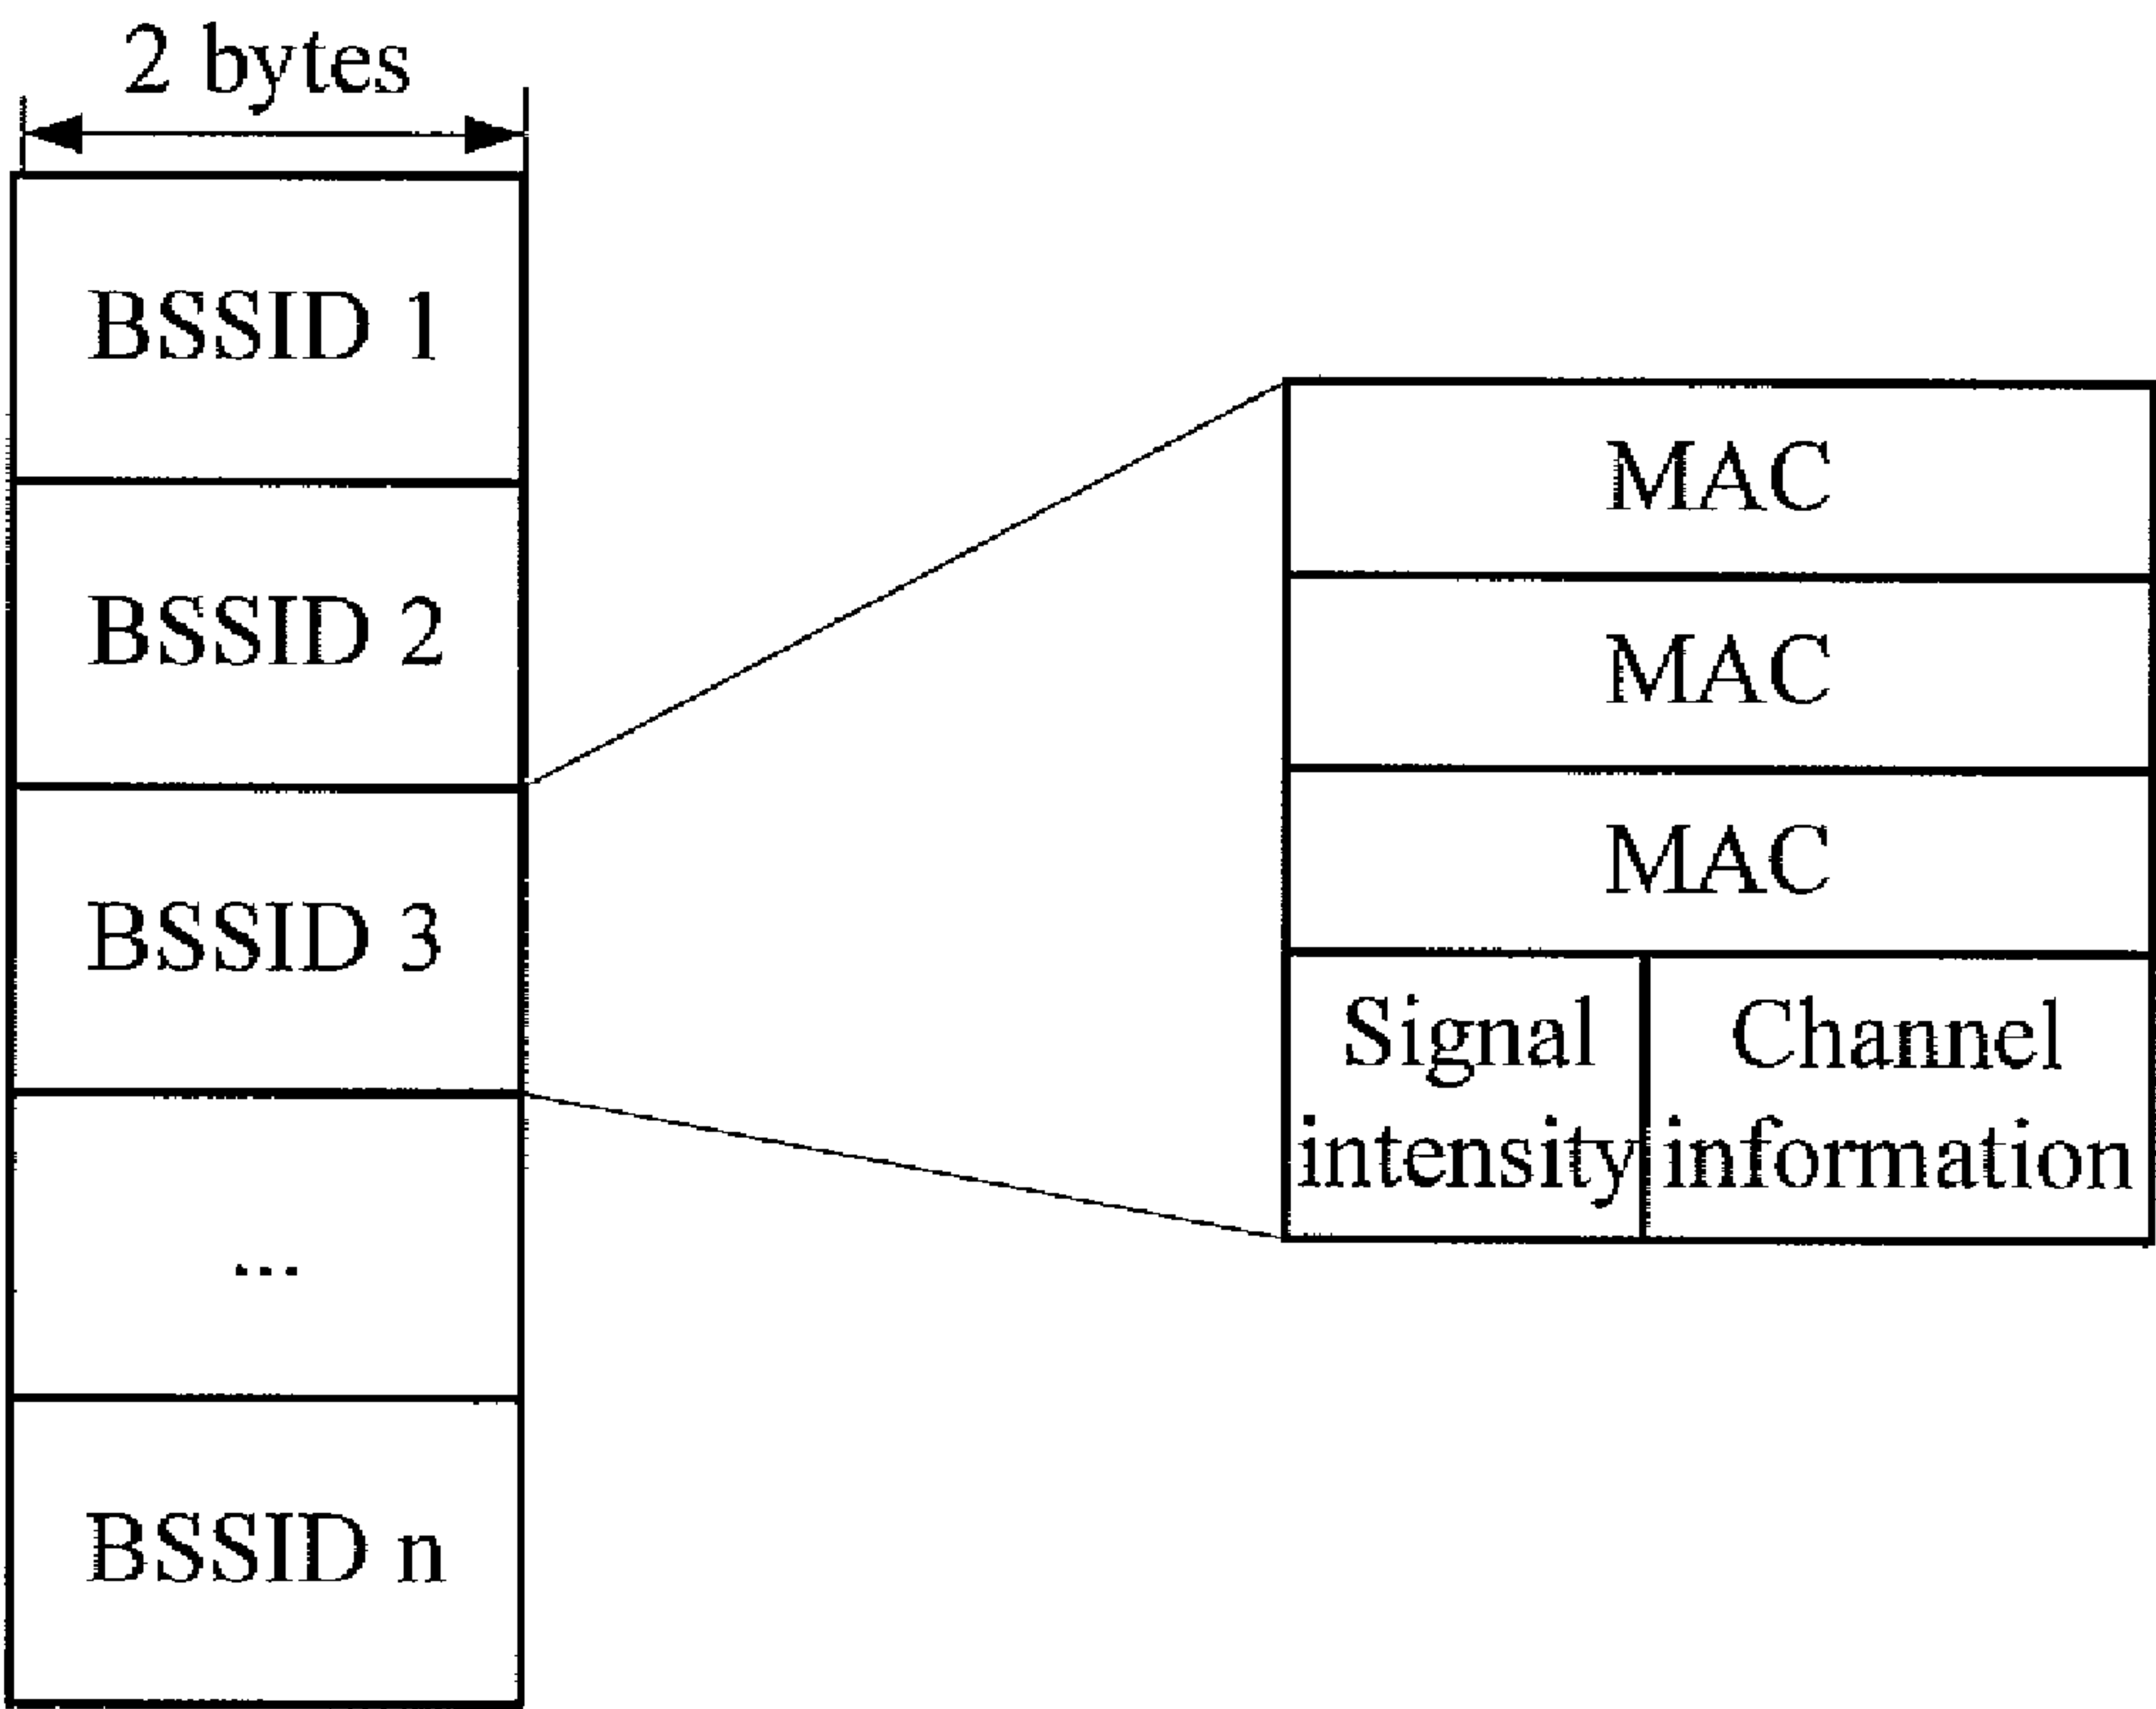 2 bytes
BSSID 1
BSSID 2
BSSID 3
...
BSSID n
MAC
MAC
MAC
Signal
intensity
Channel
information